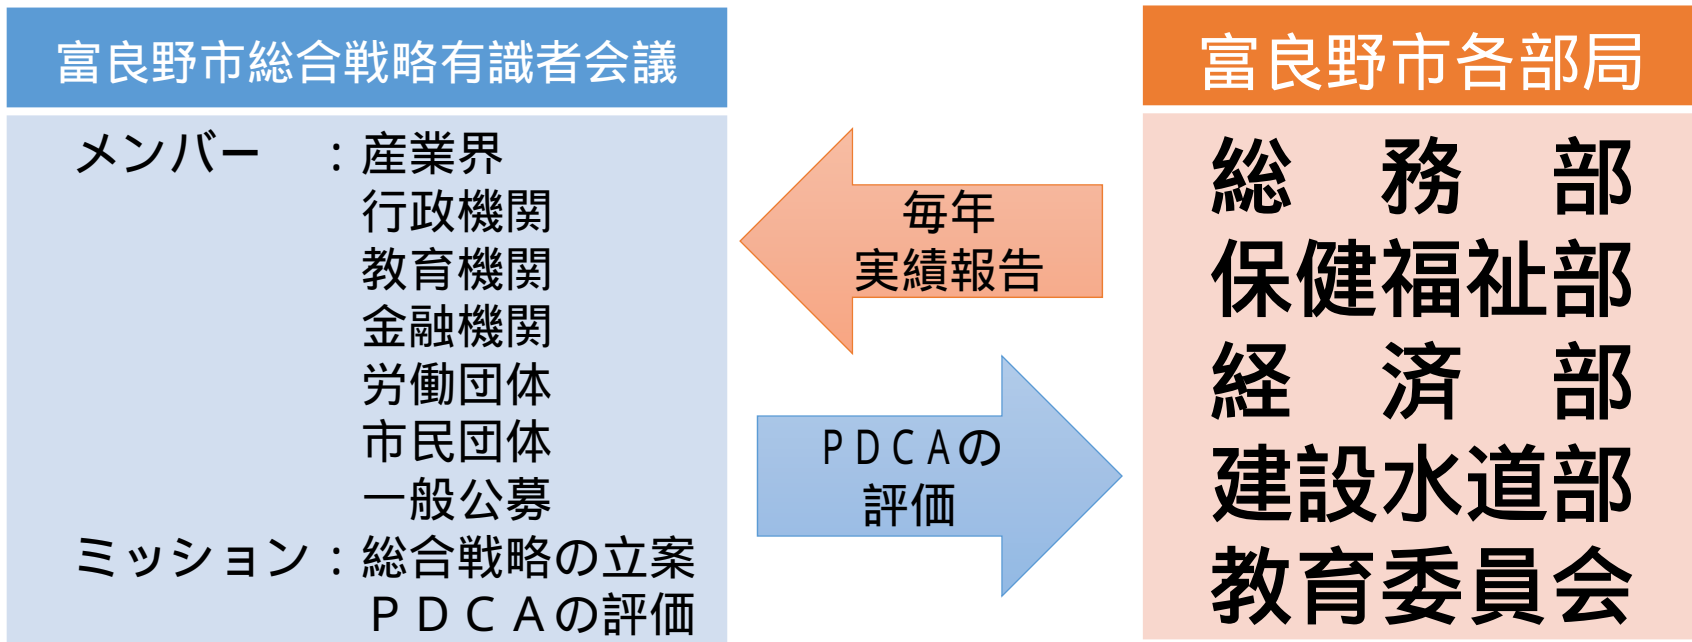 富良野市総合戦略有識者会議
メンバー　：産業界
行政機関
教育機関
金融機関
労働団体
市民団体
一般公募
ミッション：総合戦略の立案
ＰＤＣＡの評価
毎年
実績報告
ＰＤＣＡの
評価
富良野市各部局
総　務　部
保健福祉部
経　済　部
建設水道部
教育委員会